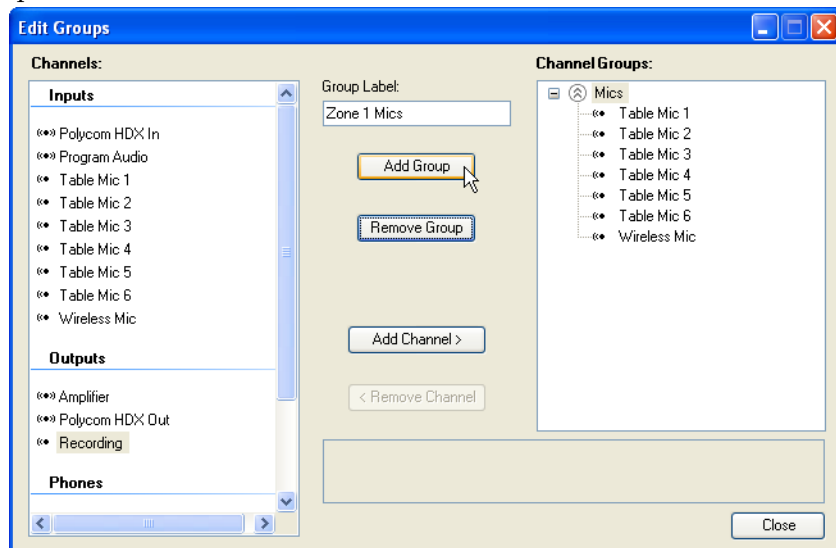 Edit Groups
Channels:
Inputs
Polycom HDX In
Program Audio
Table Mic 1
Table Mic 2
Table Mic 3
Table Mic 4
Table Mic 5
Table Mic 6
Wireless Mic
Outputs
Amplifier
Polycom HDX Out
Recording
Phones
Group Label:
Zone 1 Mics
Add Group
Remove Group
Add Channel >
< Remove Channel
Channel Groups:
Mics
Table Mic 1
Table Mic 2
Table Mic 3
Table Mic 4
Table Mic 5
Table Mic 6
Wireless Mic
Close